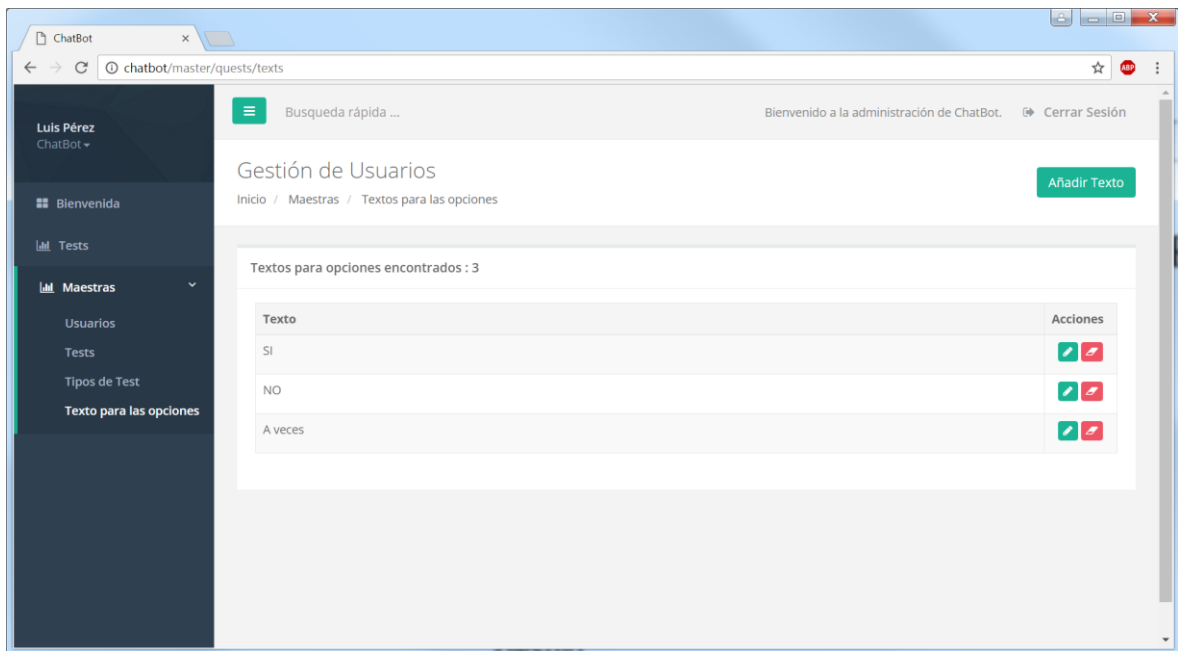 ChatBot
chatbot/master/quests/texts
ABP
Luis Pérez
ChatBot
Busqueda rápida ...
Bienvenido a la administración de ChatBot.
Cerrar Sesión
Gestión de Usuarios
Inicio / Maestras / Textos para las opciones
Añadir Texto
Bienvenida
Tests
Maestras
Usuarios
Tests
Tipos de Test
Texto para las opciones
Textos para opciones encontrados : 3
Texto Acciones
SI
NO
A veces